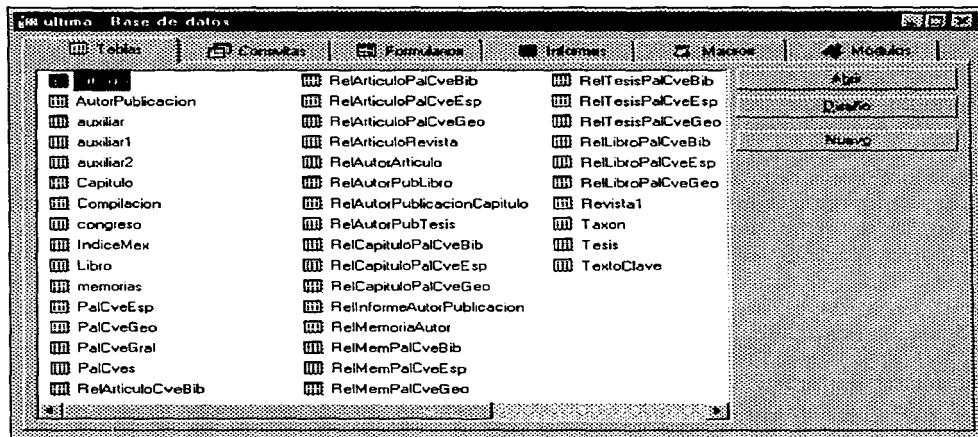 ultima Base de datos
Tablas Consultas Formularios Informes Macros Módulos
AutorPublicacion
auxiliar
auxiliar1
auxiliar2
Capitulo
Compilacion
congreso
IndiceMex
Libro
memorias
PalCveEsp
PalCveGeo
PalCveGral
PalCves
RelArticuloCveBib
RelArticuloPalCveBib
RelArticuloPalCveEsp
RelArticuloPalCveGeo
RelArticuloRevista
RelAutorArticulo
RelAutorPubLibro
RelAutorPublicacionCapitulo
RelAutorPubTesis
RelCapituloPalCveBib
RelCapituloPalCveEsp
RelCapituloPalCveGeo
RelInformeAutorPublicacion
RelMemoriaAutor
RelMemPalCveBib
RelMemPalCveEsp
RelMemPalCveGeo
RelTesisPalCveBib
RelTesisPalCveEsp
RelTesisPalCveGeo
RelLibroPalCveBib
RelLibroPalCveEsp
RelLibroPalCveGeo
Revista1
Taxon
Tesis
TextoClave
Abrir
Diseño
Nuevo